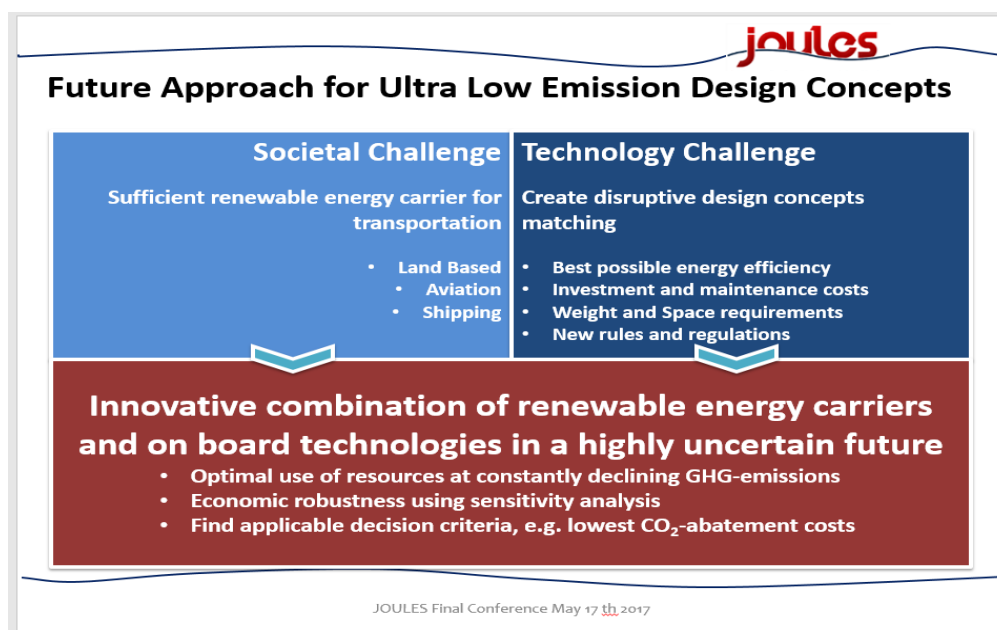 joules
Future Approach for Ultra Low Emission Design Concepts
Societal Challenge
Sufficient renewable energy carrier for
transportation
• Land Based
• Aviation
• Shipping
Technology Challenge
Create disruptive design concepts
matching
• Best possible energy efficiency
• Investment and maintenance costs
• Weight and Space requirements
• New rules and regulations
Innovative combination of renewable energy carriers
and on board technologies in a highly uncertain future
• Optimal use of resources at constantly declining GHG-emissions
• Economic robustness using sensitivity analysis
• Find applicable decision criteria, e.g. lowest CO₂-abatement costs
JOULES Final Conference May 17 th 2017